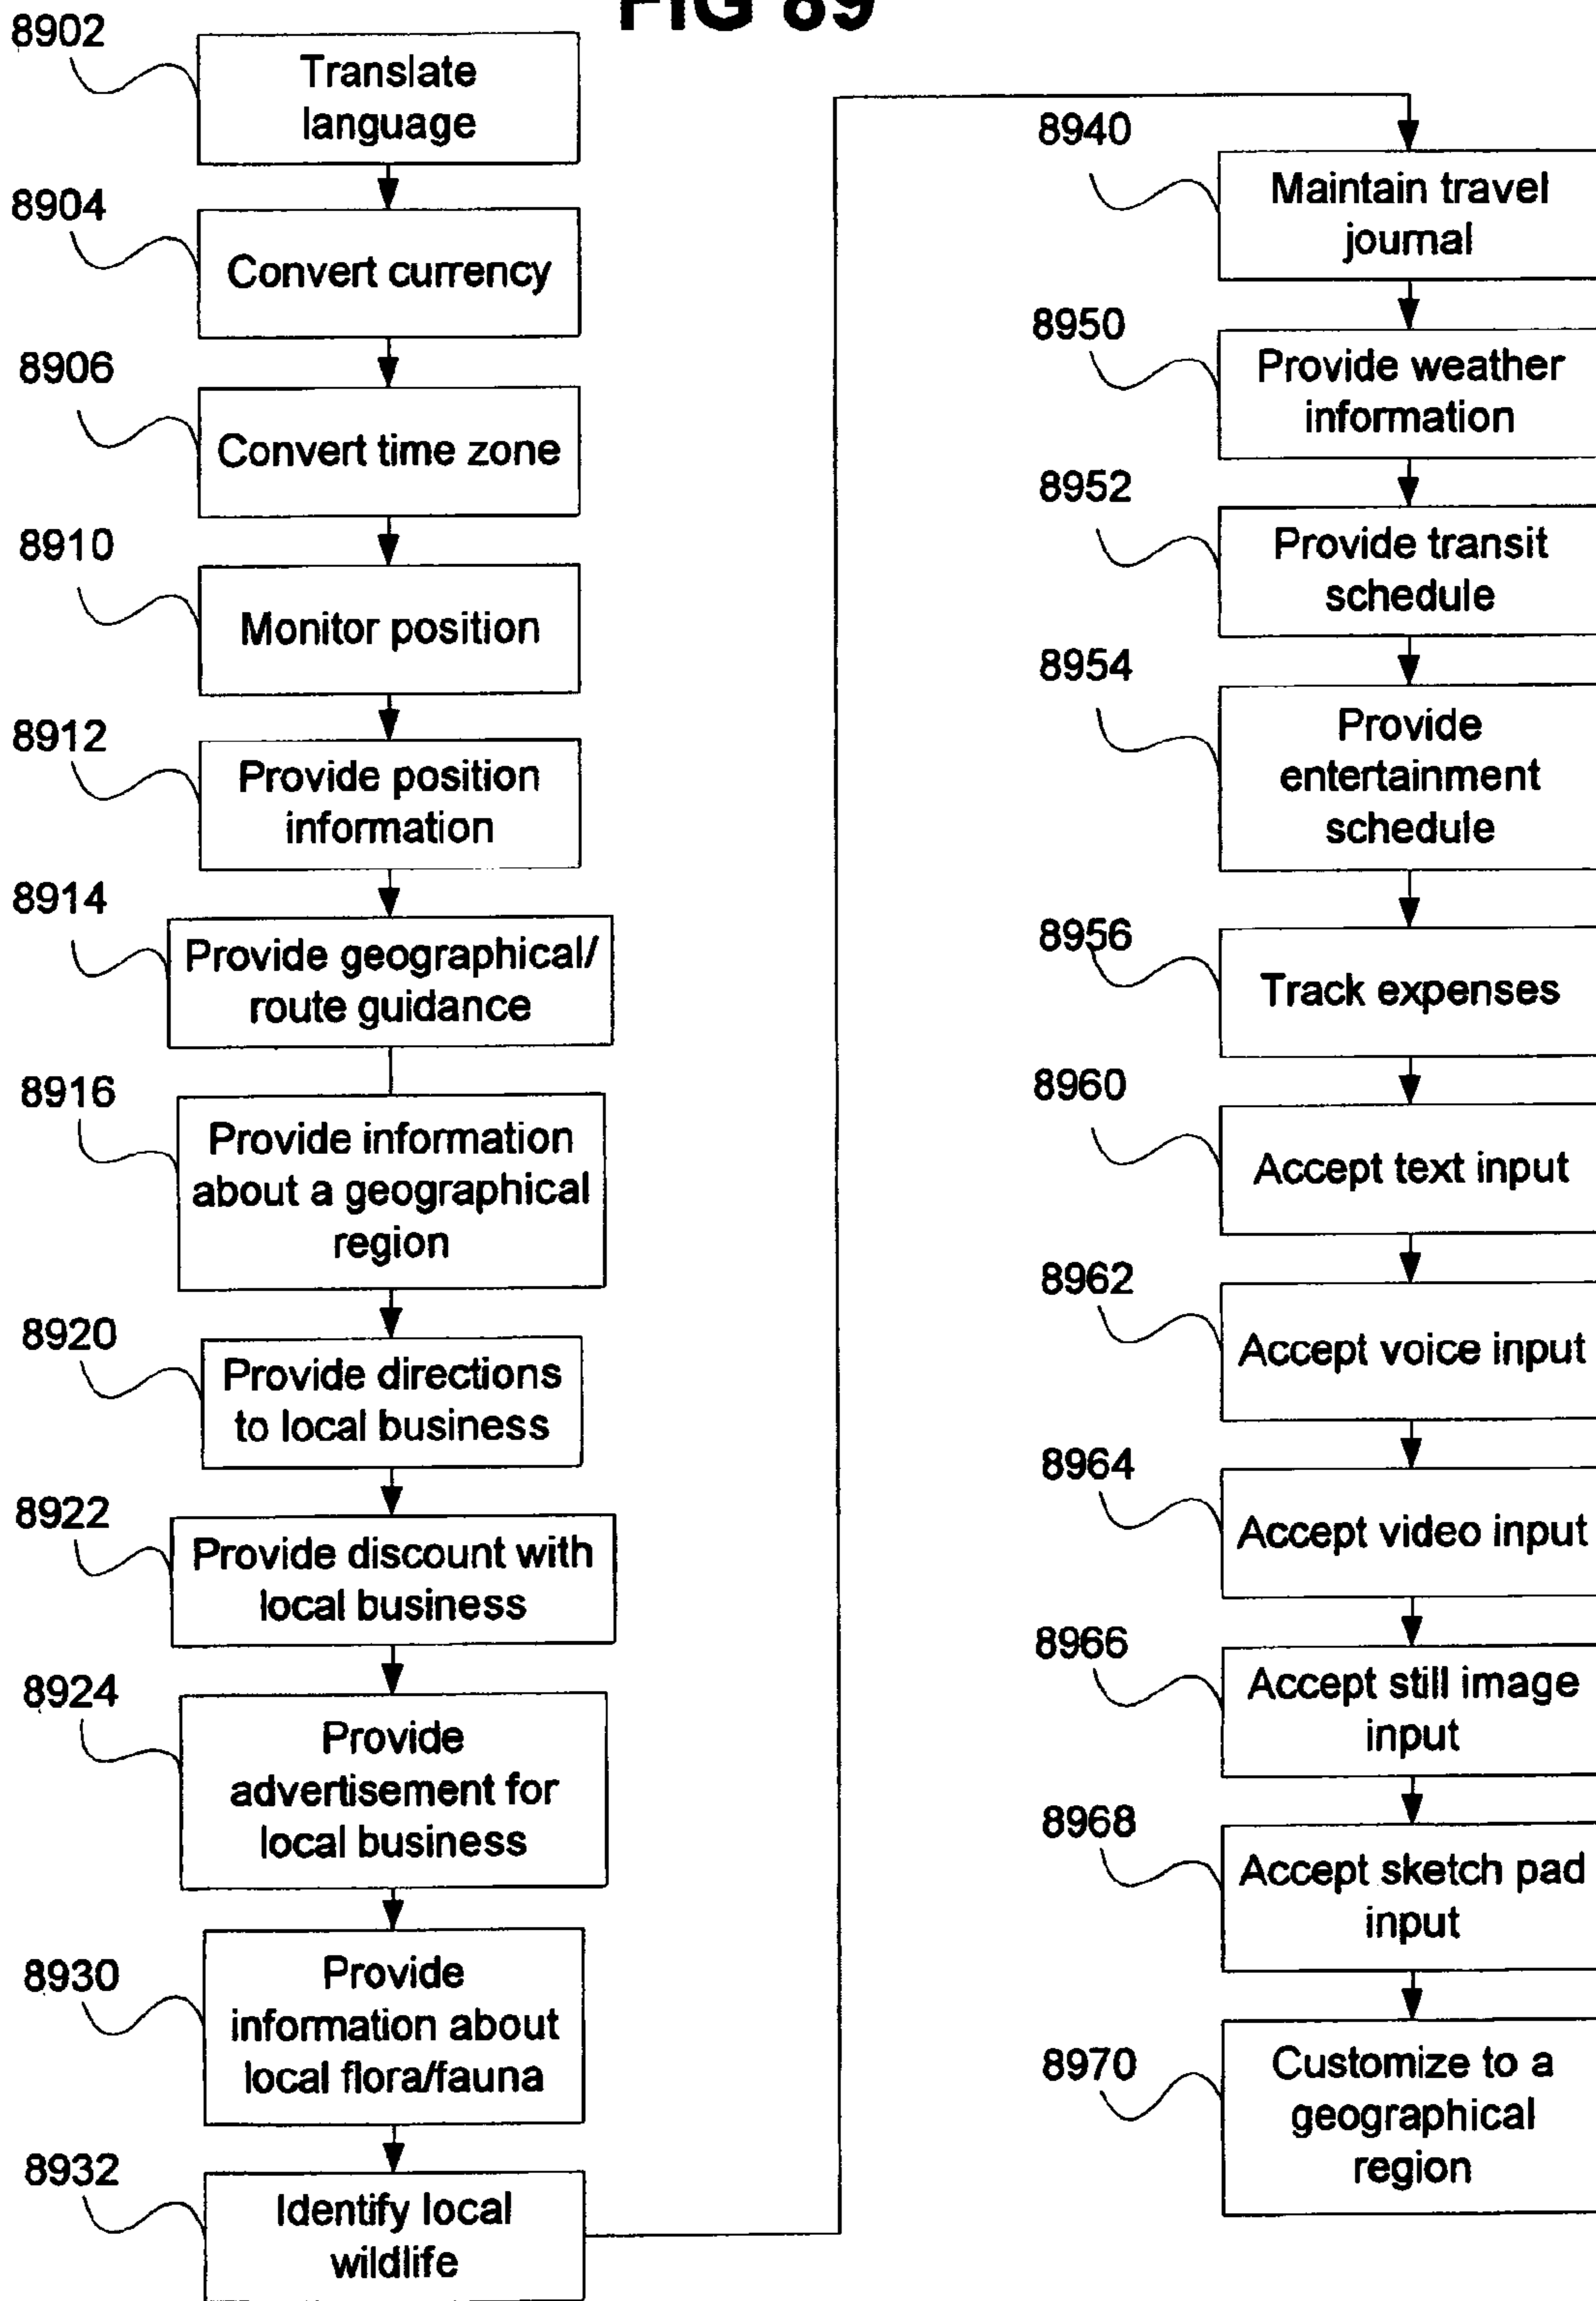 FIG 89
8902
Translate
language
8904
Convert currency
8906
Convert time zone
8910
Monitor position
8912
Provide position
information
8914
Provide geographical/
route guidance
8916
Provide information
about a geographical
region
8920
Provide directions
to local business
8922
Provide discount with
local business
8924
Provide
advertisement for
local business
8930
Provide
information about
local flora/fauna
8932
Identify local
wildlife
8940
Maintain travel
journal
8950
Provide weather
information
8952
Provide transit
schedule
8954
Provide
entertainment
schedule
8956
Track expenses
8960
Accept text input
8962
Accept voice input
8964
Accept video input
8966
Accept still image
input
8968
Accept sketch pad
input
8970
Customize to a
geographical
region